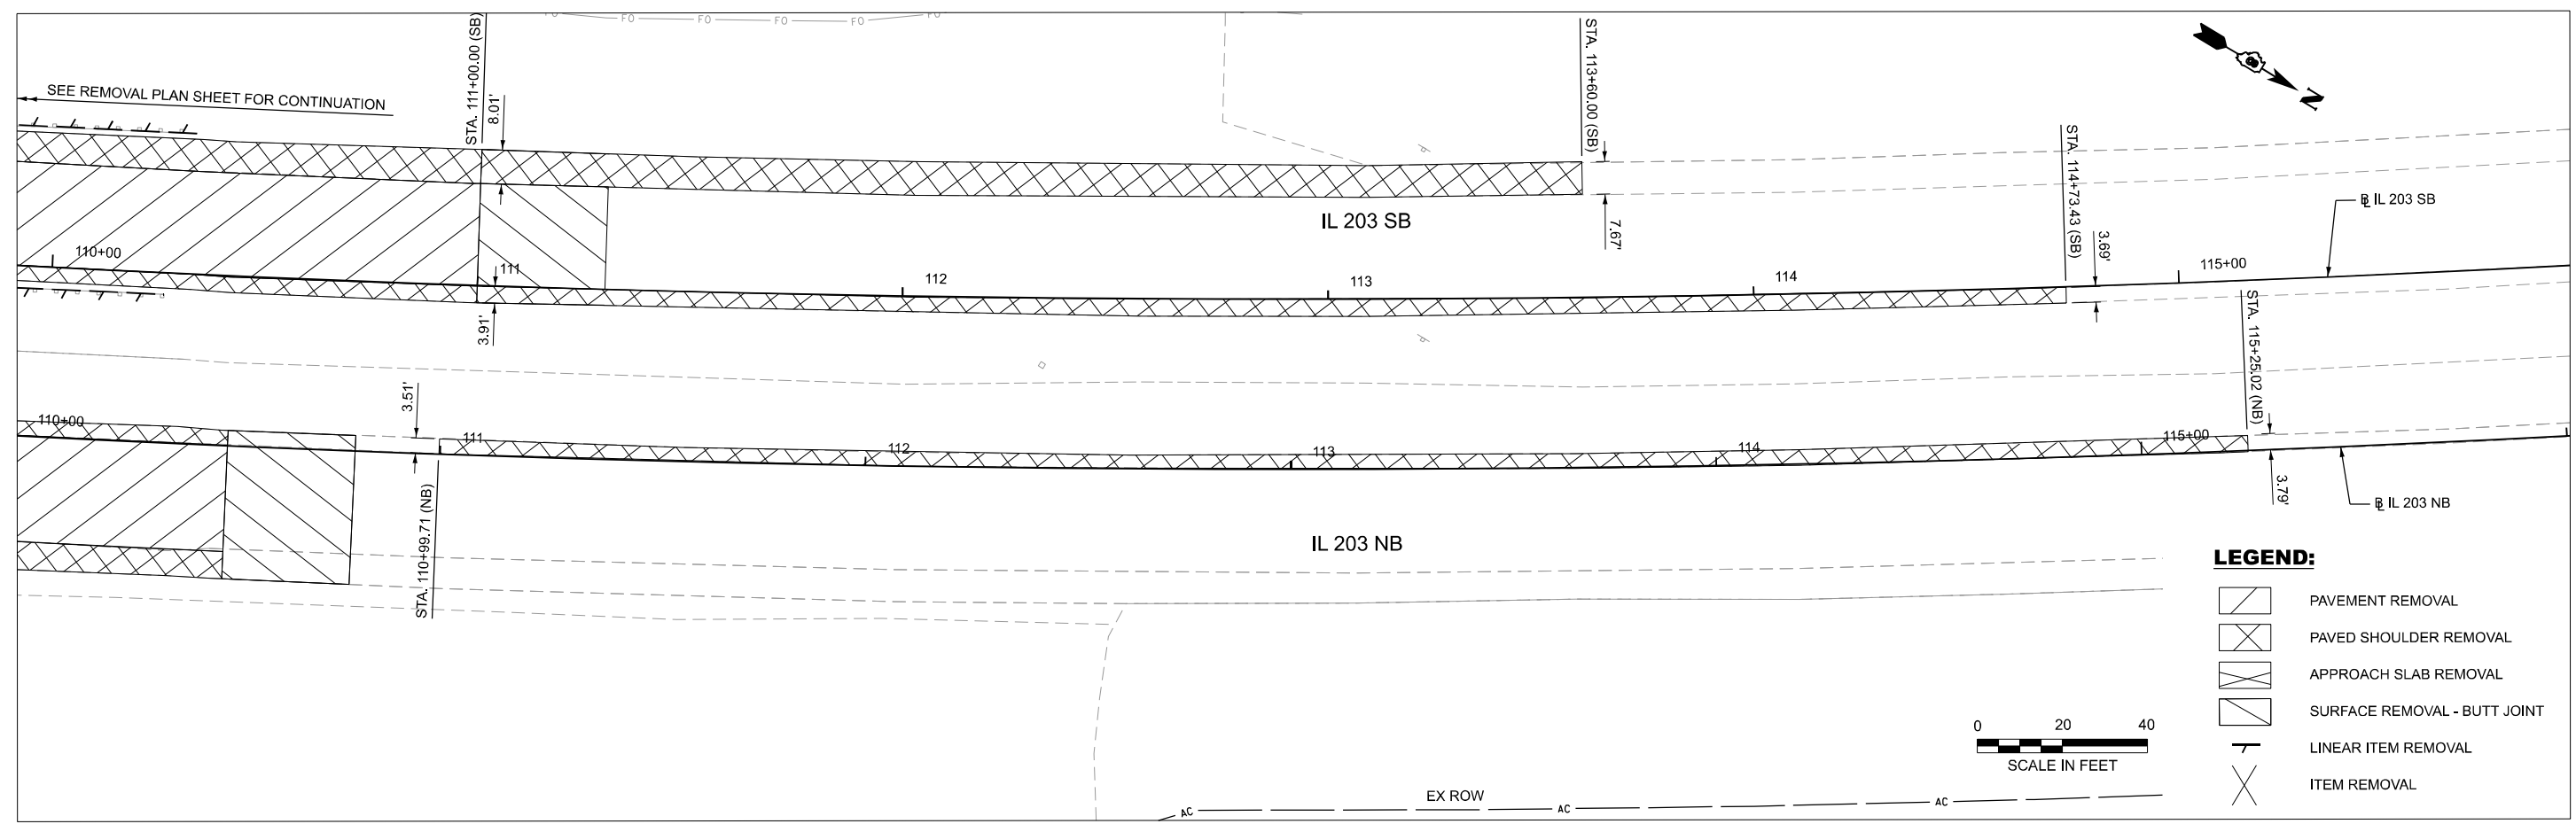 FO FO FO FO FO FO
SEE REMOVAL PLAN SHEET FOR CONTINUATION
STA. 111+00.00 (SB)
8.01'
STA. 113+60.00 (SB)
7.67'
STA. 114+73.43 (SB)
3.69'
N
IL 203 SB
℄ IL 203 SB
110+00
111
112
113
114
115+00
3.91'
STA. 115+25.02 (NB)
3.51'
110+00
111
112
113
114
115+00
3.79'
STA. 110+99.71 (NB)
IL 203 NB
IL 203 NB
LEGEND:
PAVEMENT REMOVAL
PAVED SHOULDER REMOVAL
APPROACH SLAB REMOVAL
SURFACE REMOVAL - BUTT JOINT
LINEAR ITEM REMOVAL
ITEM REMOVAL
0 20 40
SCALE IN FEET
EX ROW
AC AC AC